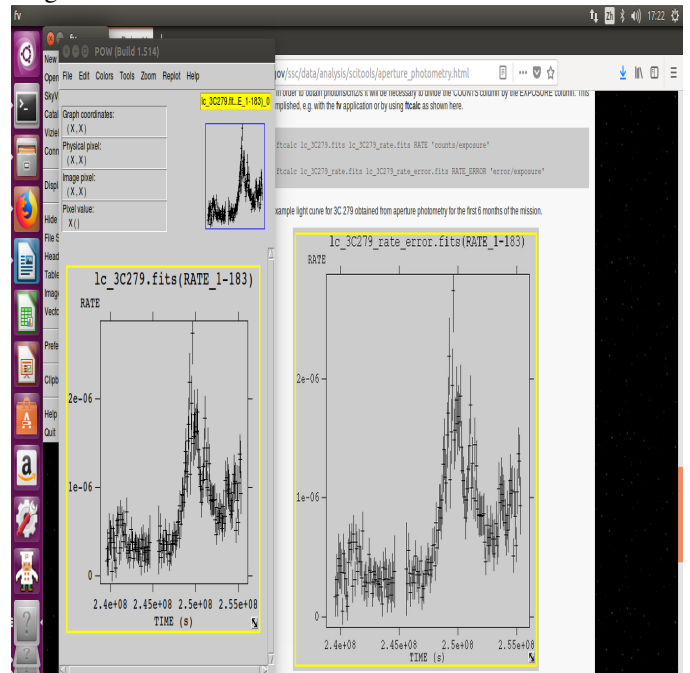 fv
Zh
17:22
New
Open
SkyV
Catal
Vizie
Conn
Displ
Hide
File S
Head
Table
Imag
Vecto
Prefe
Clipb
Help
Quit
POW (Build 1.514)
File Edit Colors Tools Zoom Replot Help
Graph coordinates:
(X,X)
Physical pixel:
(X,X)
Image pixel:
(X,X)
Pixel value:
X()
lc_3C279.fit...E_1-183)_0
lc_3C279.fits(RATE_1-183)
RATE
2e-06
1e-06
0
2.4e+08 2.45e+08 2.5e+08 2.55e+08
TIME (s)
ov/ssc/data/analysis/scitools/aperture_photometry.html
it will be necessary to divide the COUNTS column by the EXPOSURE column. This
mplished, e.g. with the fv application or by using ftcalc as shown here.
ftcalc lc_3C279.fits lc_3C279_rate.fits RATE 'counts/exposure'
ftcalc lc_3C279_rate.fits lc_3C279_rate_error.fits RATE_ERROR 'error/exposure'
xample light curve for 3C 279 obtained from aperture photometry for the first 6 months of the mission.
lc_3C279_rate_error.fits(RATE_1-183)
RATE
2e-06
1e-06
0
2.4e+08 2.45e+08 2.5e+08 2.55e+08
TIME (s)